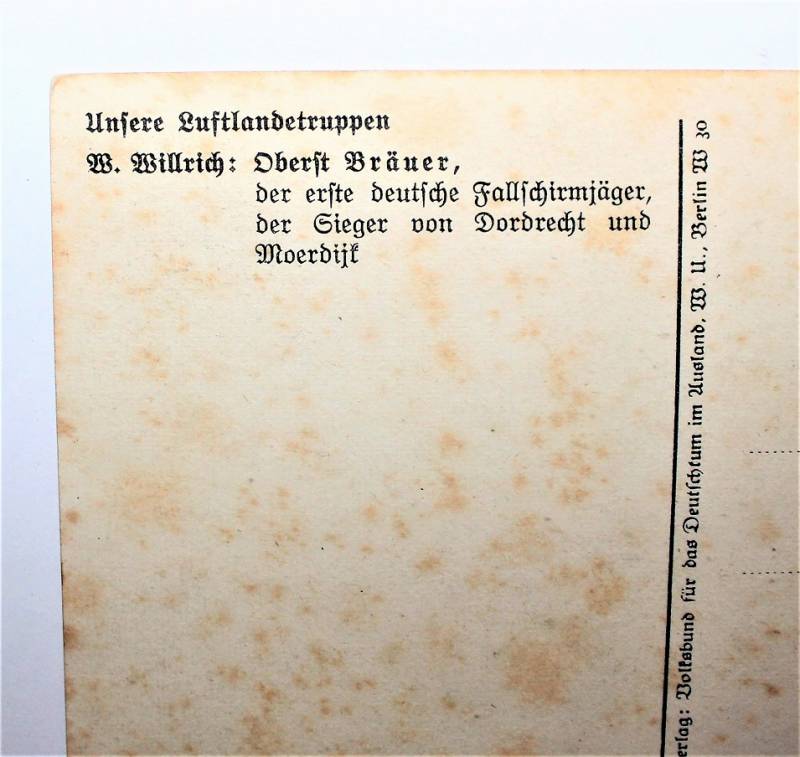 Unsere Luftlandetruppen
W. Willrich: Oberst Bräuer,
der erste deutsche Fallschirmjäger,
der Sieger von Dordrecht und
Moerdijk
erlag: Volksbund für das Deutschtum im Ausland, W. U., Berlin W 30